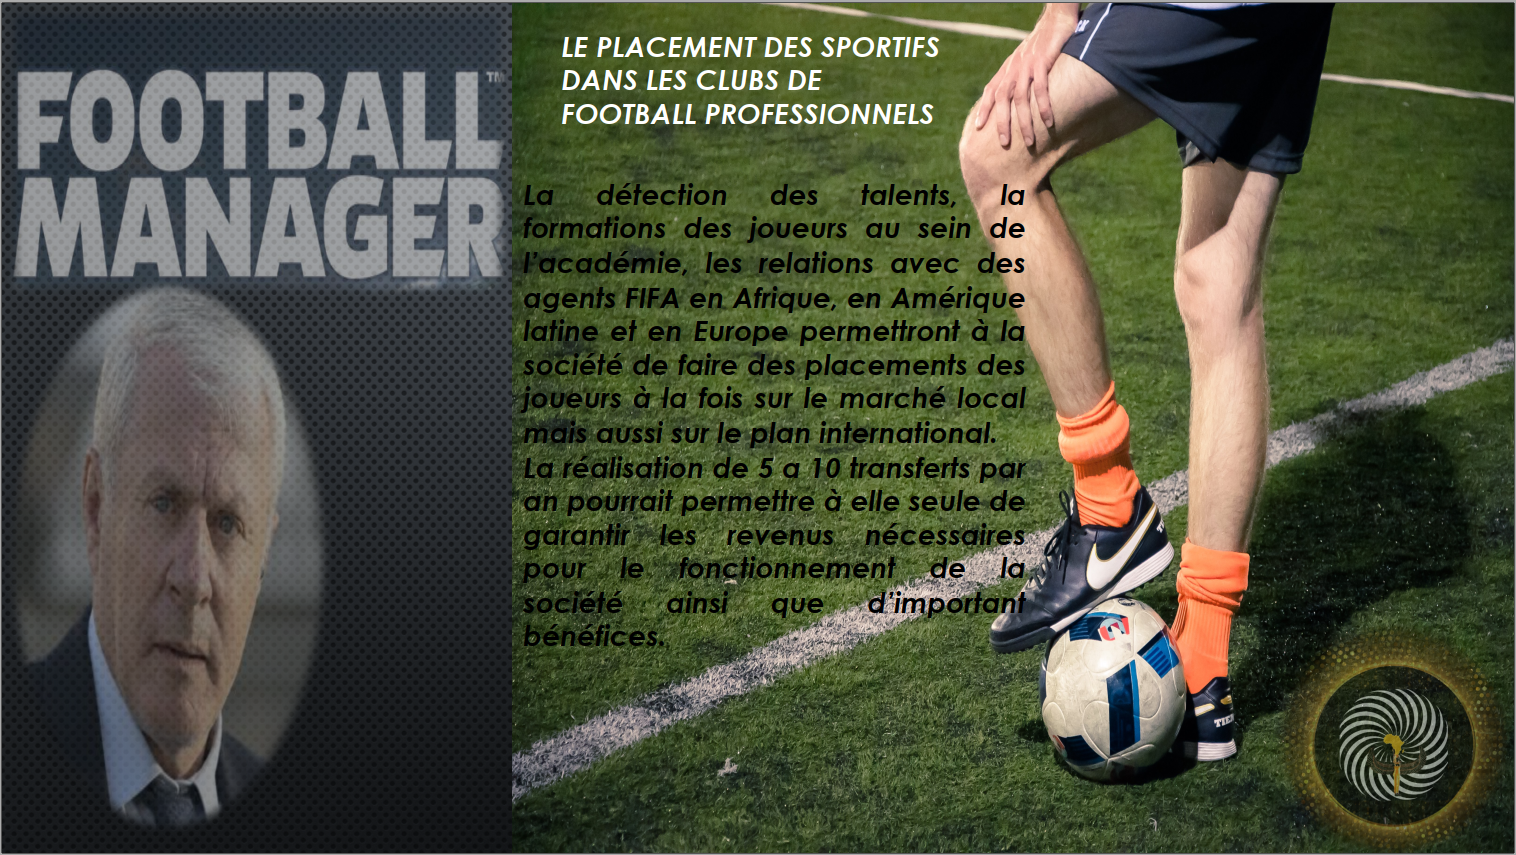 FOOTBALL™
MANAGER
LE PLACEMENT DES SPORTIFS
DANS LES CLUBS DE
FOOTBALL PROFESSIONNELS
La détection des talents, la
formations des joueurs au sein de
l'académie, les relations avec des
agents FIFA en Afrique, en Amérique
latine et en Europe permettront à la
société de faire des placements des
joueurs à la fois sur le marché local
mais aussi sur le plan international.
La réalisation de 5 a 10 transferts par
an pourrait permettre à elle seule de
garantir les revenus nécessaires
pour le fonctionnement de la
société ainsi que d'important
bénéfices.